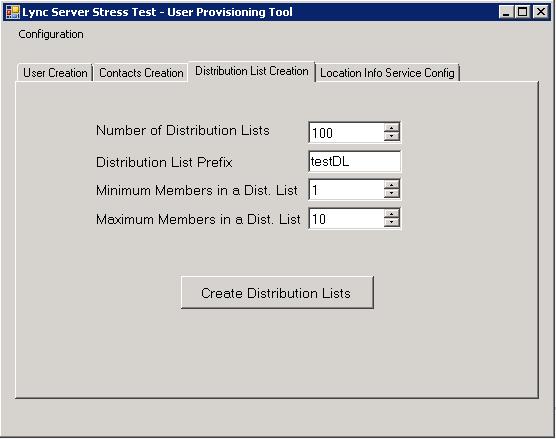 Lync Server Stress Test - User Provisioning Tool
Configuration
User Creation Contacts Creation Distribution List Creation Location Info Service Config
Number of Distribution Lists 100
Distribution List Prefix testDL
Minimum Members in a Dist. List 1
Maximum Members in a Dist. List 10
Create Distribution Lists